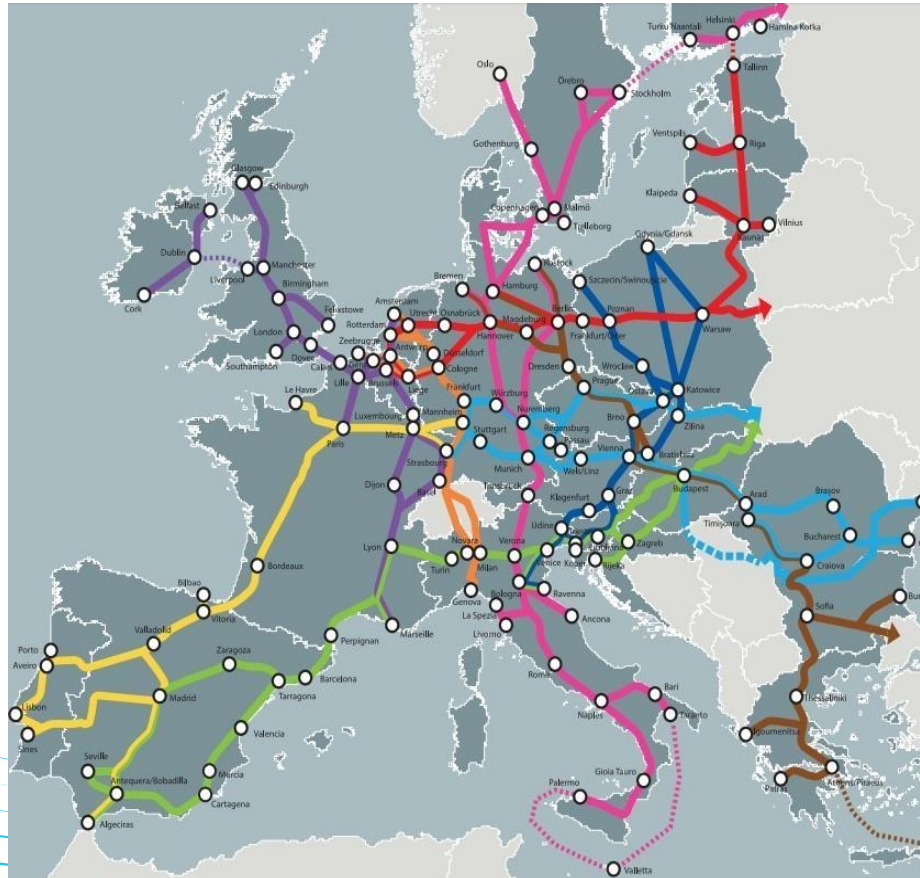 Turku Naantali
Helsinki
Hamina Kotka
Oslo
Örebro
Stockholm
Tallinn
Ventspils
Riga
Gothenburg
Glasgow
Edinburgh
Klaipeda
Belfast
Copenhagen
Malmö
Trelleborg
Vilnius
Kaunas
Gdynia/Gdansk
Dublin
Liverpool
Manchester
Rostock
Bremen
Hamburg
Szczecin/Swinoujscie
Cork
Birmingham
Felixstowe
Amsterdam
Utrecht
Osnabrück
Magdeburg
Berlin
Poznan
Warsaw
London
Rotterdam
Hannover
Frankfurt/Oder
Zeebrugge
Antwerp
Düsseldorf
Southampton
Dover
Calais
Cologne
Dresden
Wroclaw
Lille
Brussels
Liege
Prague
Katowice
Le Havre
Frankfurt
Würzburg
Ostava
Luxembourg
Mannheim
Nuremberg
Brno
Zilina
Paris
Metz
Stuttgart
Regensburg
Passau
Strasbourg
Munich
Wels/Linz
Vienna
Bratislava
Dijon
Basel
Innsbruck
Budapest
Klagenfurt
Graz
Arad
Braşov
Timişoara
Udine
Lyon
Novara
Verona
Zagreb
Bucharest
Turin
Milan
Venice
Koper
Rijeka
Craiova
Bordeaux
Bilbao
Genova
Bologna
Ravenna
Sofia
Vitoria
La Spezia
Ancona
Valladolid
Marseille
Livorno
Perpignan
Porto
Aveiro
Zaragoza
Rome
Barcelona
Madrid
Tarragona
Bari
Thessaliniki
Lisbon
Naples
Taranto
Sines
Valencia
Igoumenitsa
Seville
Murcia
Palermo
Gioia Tauro
Athens/Piraeus
Antequera/Bobadilla
Patras
Cartagena
Algeciras
Valletta